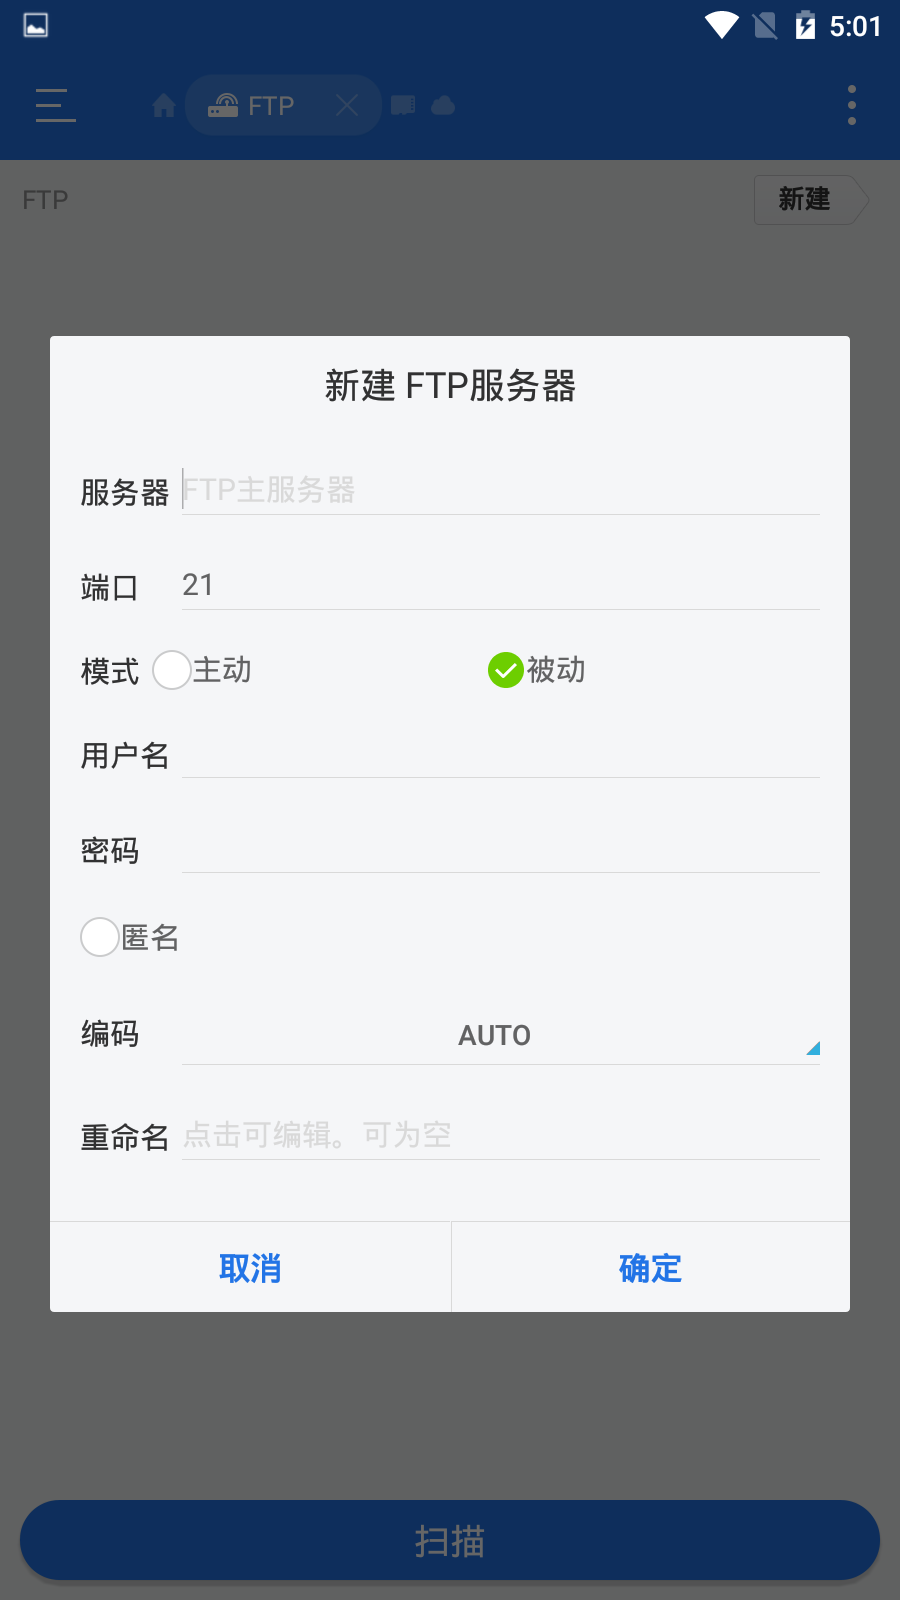 5:01
FTP
FTP
新建
新建 FTP服务器
服务器 FTP主服务器
端口 21
模式 主动 被动
用户名
密码
匿名
编码 AUTO
重命名 点击可编辑。可为空
取消 确定
扫描